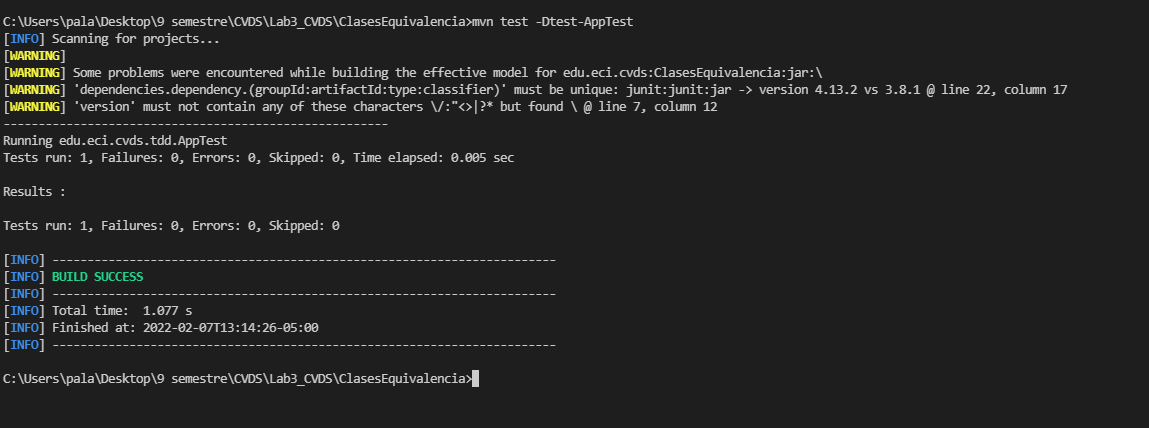 C:\Users\pala\Desktop\9 semestre\CVDS\Lab3_CVDS\ClasesEquivalencia>mvn test -Dtest-AppTest
[INFO] Scanning for projects...
[WARNING]
[WARNING] Some problems were encountered while building the effective model for edu.eci.cvds:ClasesEquivalencia:jar:\
[WARNING] 'dependencies.dependency.(groupId:artifactId:type:classifier)' must be unique: junit:junit:jar -> version 4.13.2 vs 3.8.1 @ line 22, column 17
[WARNING] 'version' must not contain any of these characters \/:"<>|?* but found \ @ line 7, column 12
-------------------------------------------------------
Running edu.eci.cvds.tdd.AppTest
Tests run: 1, Failures: 0, Errors: 0, Skipped: 0, Time elapsed: 0.005 sec
Results :
Tests run: 1, Failures: 0, Errors: 0, Skipped: 0
[INFO] ------------------------------------------------------------------------
[INFO] BUILD SUCCESS
[INFO] ------------------------------------------------------------------------
[INFO] Total time:  1.077 s
[INFO] Finished at: 2022-02-07T13:14:26-05:00
[INFO] ------------------------------------------------------------------------
C:\Users\pala\Desktop\9 semestre\CVDS\Lab3_CVDS\ClasesEquivalencia>